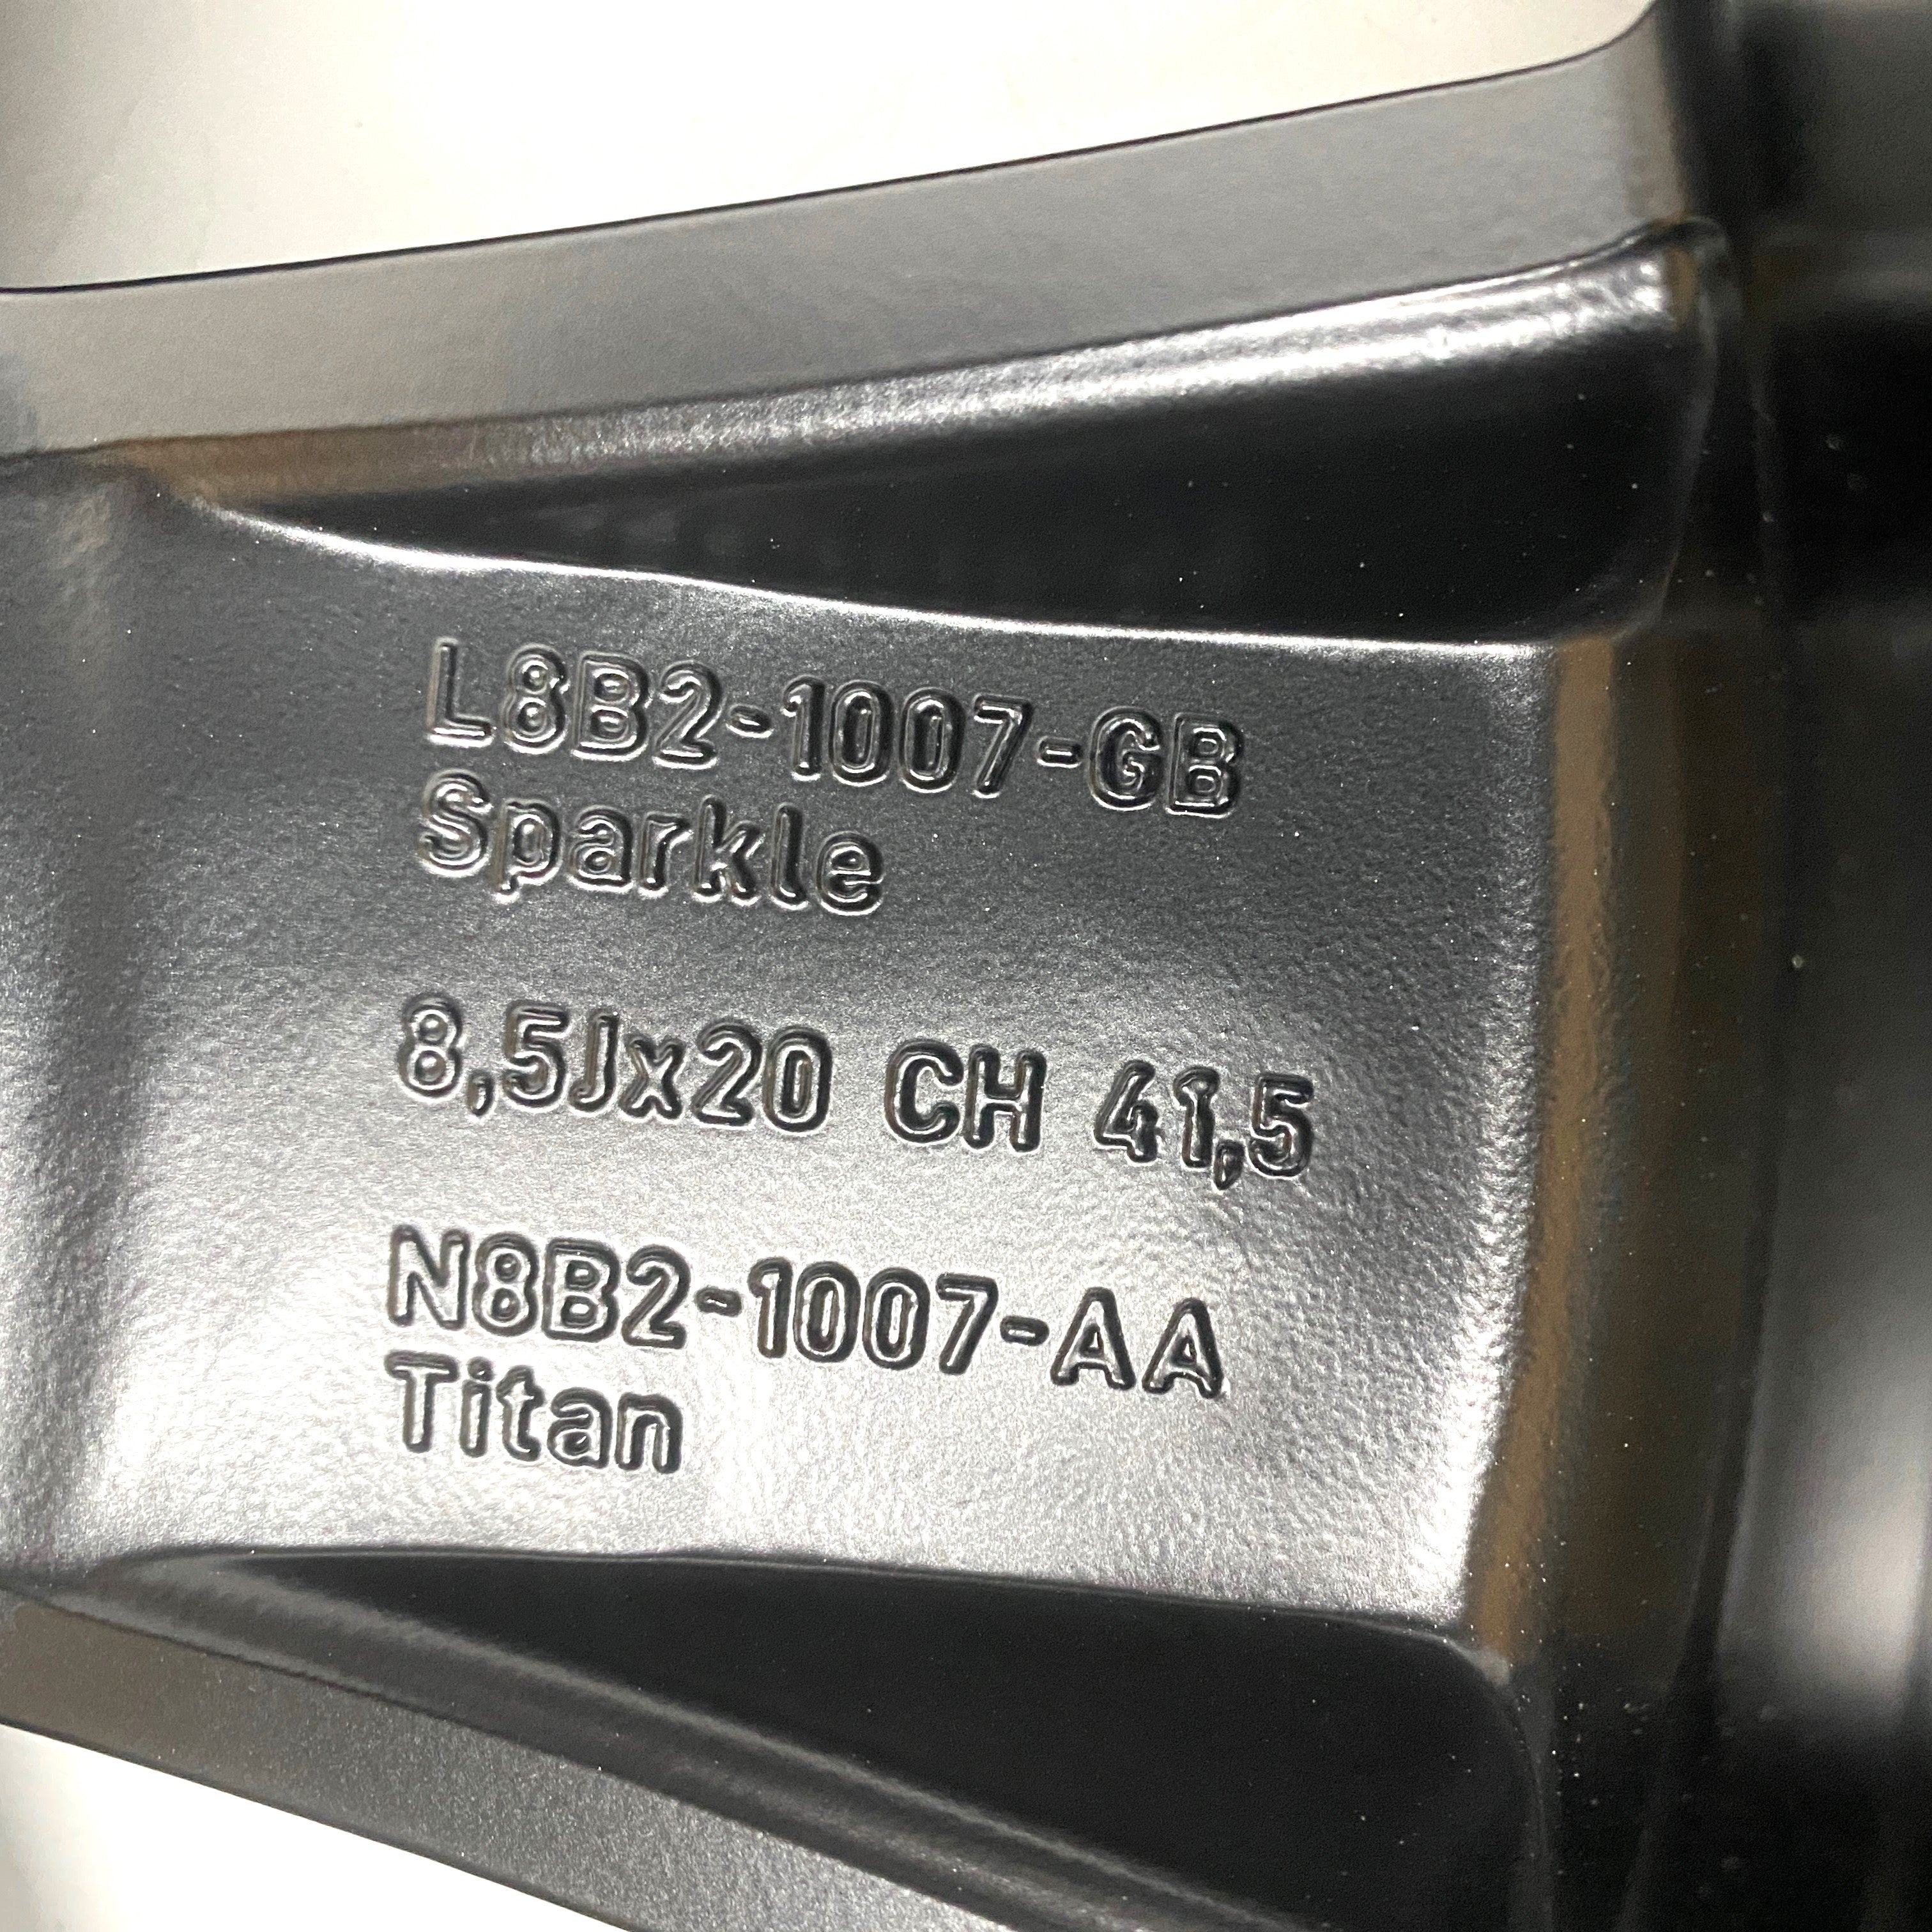 L8B2-1007-GB
Sparkle
8,5Jx20 CH 41,5
N8B2-1007-AA
Titan